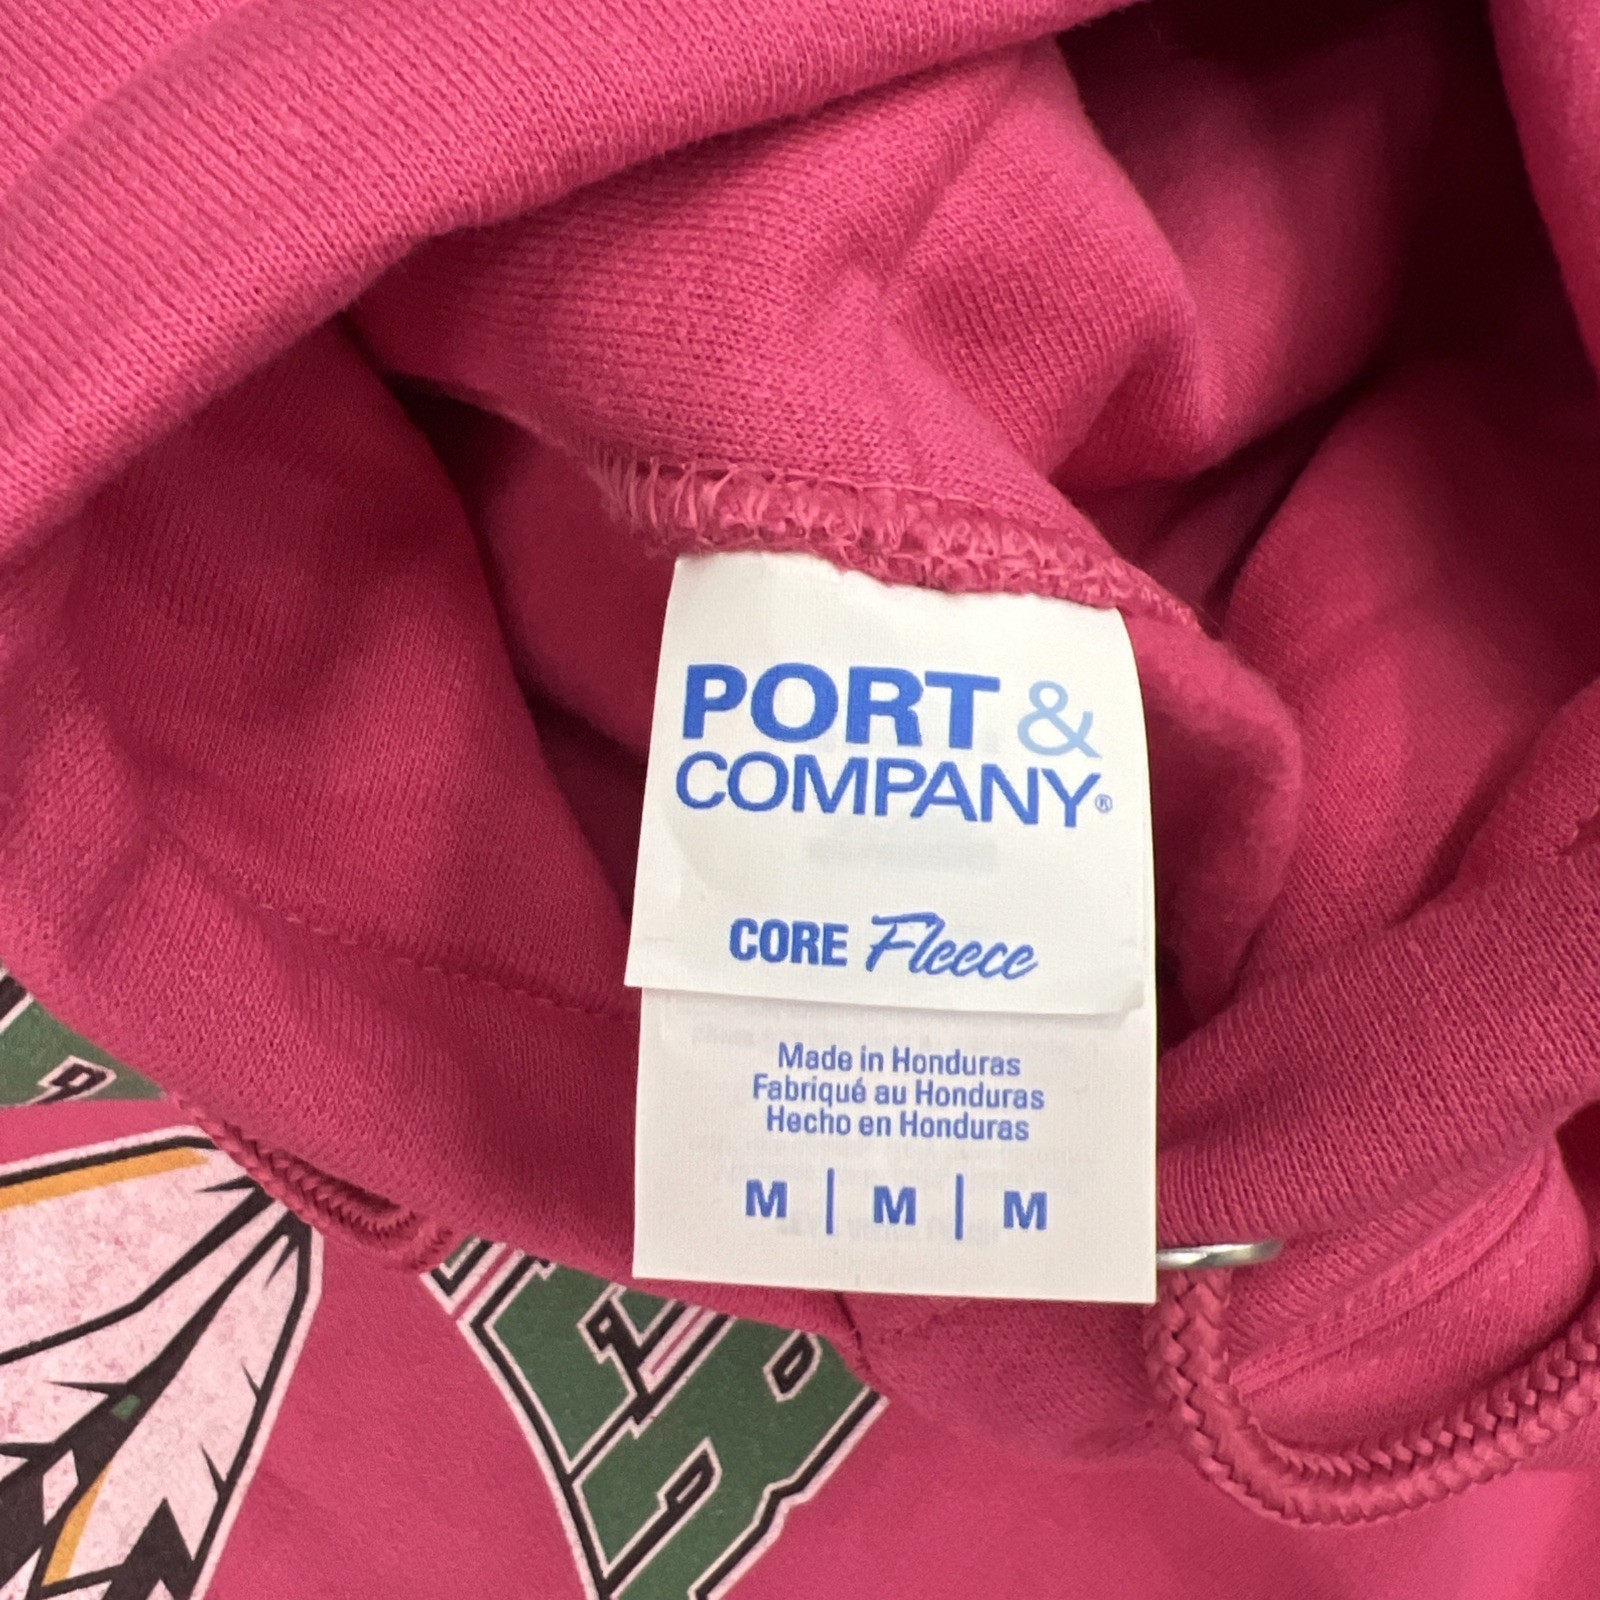 PORT &
COMPANY®
CORE Fleece
Made in Honduras
Fabriqué au Honduras
Hecho en Honduras
M | M | M